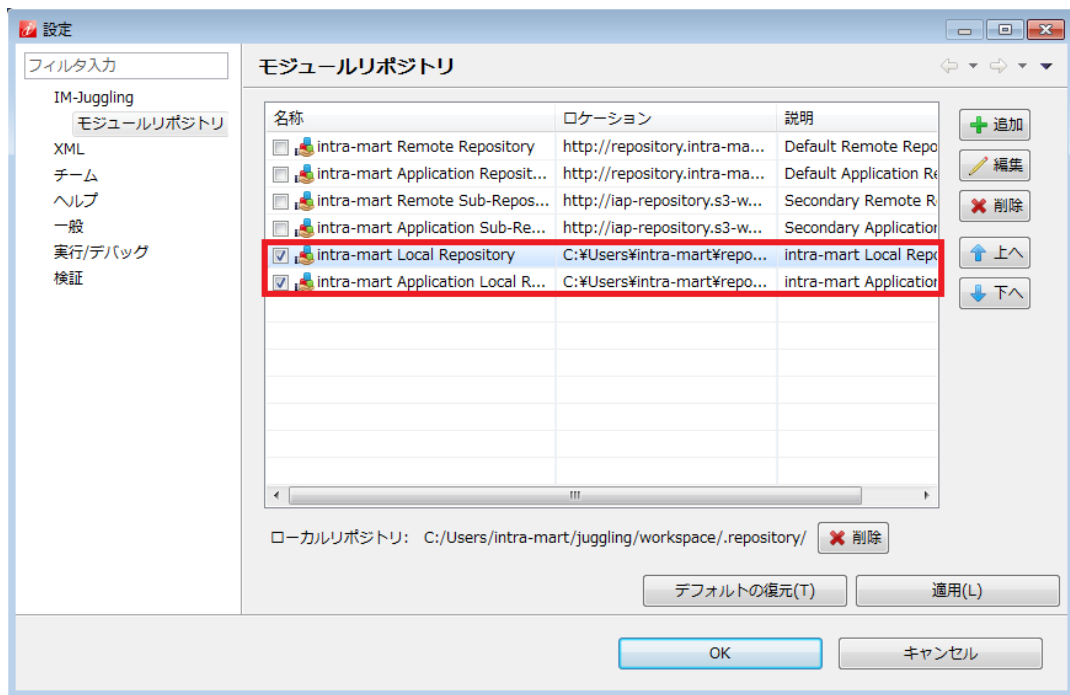 設定
フィルタ入力
IM-Juggling
モジュールリポジトリ
XML
チーム
ヘルプ
一般
実行/デバッグ
検証
モジュールリポジトリ
名称 ロケーション 説明
intra-mart Remote Repository http://repository.intra-ma... Default Remote Repo
intra-mart Application Reposit... http://repository.intra-ma... Default Application Re
intra-mart Remote Sub-Repos... http://iap-repository.s3-w... Secondary Remote R
intra-mart Application Sub-Re... http://iap-repository.s3-w... Secondary Application
intra-mart Local Repository C:¥Users¥intra-mart¥repo... intra-mart Local Repo
intra-mart Application Local R... C:¥Users¥intra-mart¥repo... intra-mart Application
追加
編集
削除
上へ
下へ
ローカルリポジトリ: C:/Users/intra-mart/juggling/workspace/.repository/ 削除
デフォルトの復元(T) 適用(L)
OK キャンセル